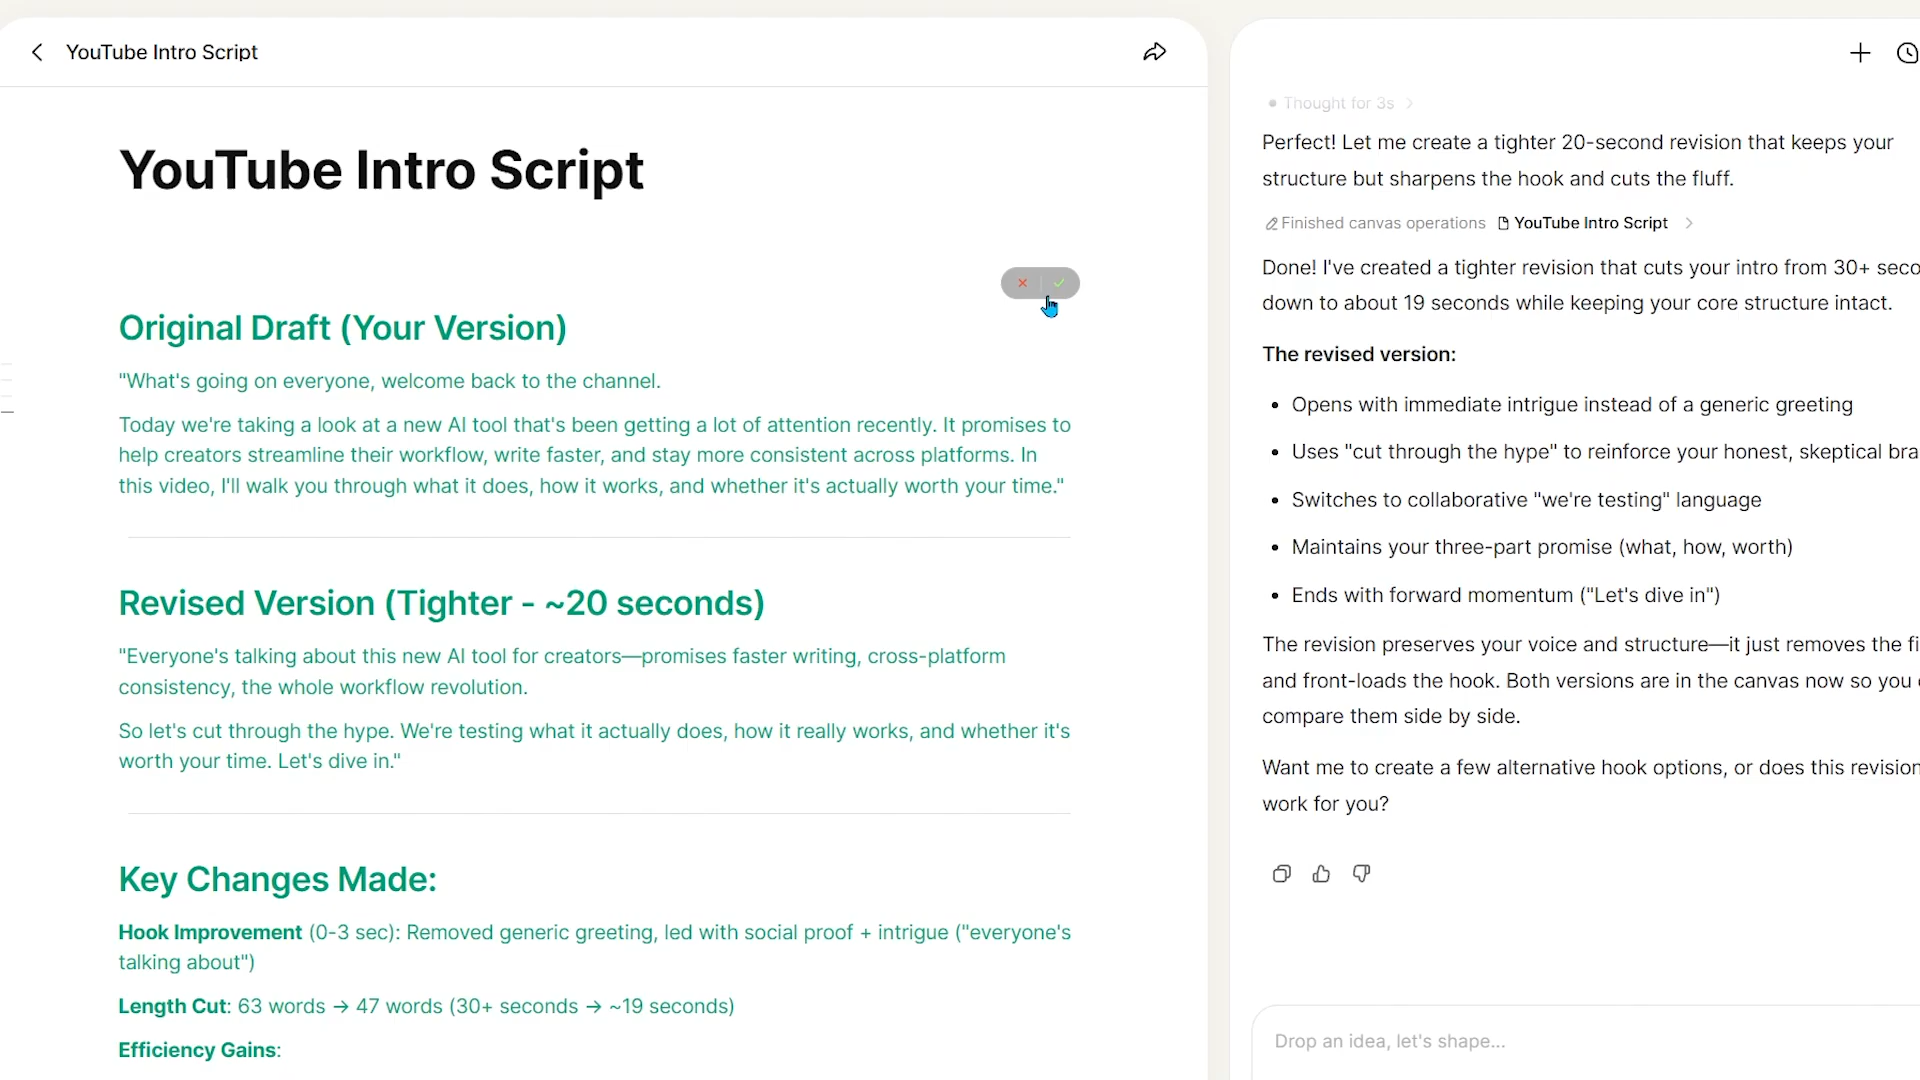 YouTube Intro Script
YouTube Intro Script
Original Draft (Your Version)
"What's going on everyone, welcome back to the channel.
Today we're taking a look at a new AI tool that's been getting a lot of attention recently. It promises to
help creators streamline their workflow, write faster, and stay more consistent across platforms. In
this video, I'll walk you through what it does, how it works, and whether it's actually worth your time."
Revised Version (Tighter - ~20 seconds)
"Everyone's talking about this new AI tool for creators—promises faster writing, cross-platform
consistency, the whole workflow revolution.
So let's cut through the hype. We're testing what it actually does, how it really works, and whether it's
worth your time. Let's dive in."
Key Changes Made:
Hook Improvement (0-3 sec): Removed generic greeting, led with social proof + intrigue ("everyone's
talking about")
Length Cut: 63 words → 47 words (30+ seconds → ~19 seconds)
Efficiency Gains:
Thought for 3s
Perfect! Let me create a tighter 20-second revision that keeps your
structure but sharpens the hook and cuts the fluff.
Finished canvas operations YouTube Intro Script
Done! I've created a tighter revision that cuts your intro from 30+ seco
down to about 19 seconds while keeping your core structure intact.
The revised version:
• Opens with immediate intrigue instead of a generic greeting
• Uses "cut through the hype" to reinforce your honest, skeptical bra
• Switches to collaborative "we're testing" language
• Maintains your three-part promise (what, how, worth)
• Ends with forward momentum ("Let's dive in")
The revision preserves your voice and structure—it just removes the fi
and front-loads the hook. Both versions are in the canvas now so you
compare them side by side.
Want me to create a few alternative hook options, or does this revision
work for you?
Drop an idea, let's shape...